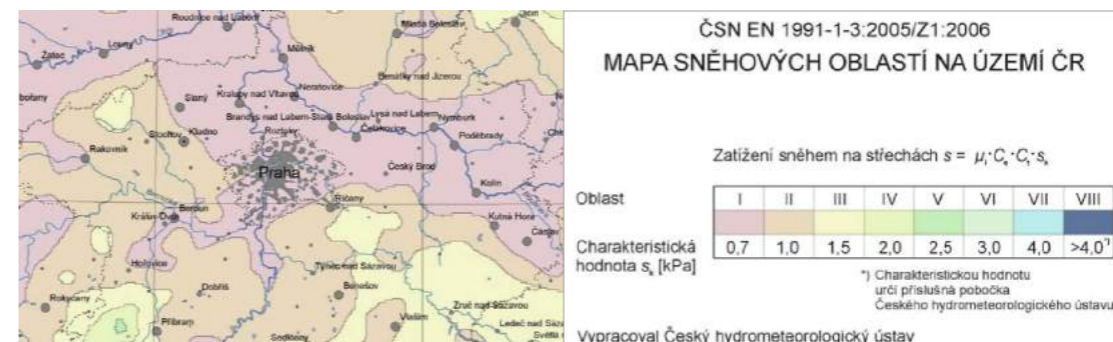 Roudnice nad Labem
Mladá Boleslav
Louny
Žatec
Mělník
Benátky nad Jizerou
Slaný
Kralupy nad Vltavou
Neratovice
Brandýs nad Labem-Stará Boleslav
Lysá nad Labem
Nymburk
Stochov
Kladno
Roztoky
Čelákovice
Poděbrady
Rakovník
Praha
Český Brod
Kolín
Říčany
Beroun
Králův Dvůr
Kutná Hora
Čáslav
Hořovice
Týnec nad Sázavou
Dobříš
Benešov
Rokycany
Zruč nad Sázavou
Příbram
Vlašim
Sedlčany
ČSN EN 1991-1-3:2005/Z1:2006
MAPA SNĚHOVÝCH OBLASTÍ NA ÚZEMÍ ČR
Zatížení sněhem na střechách s = μᵢ·Cₑ·Cₜ·sₖ
Oblast I II III IV V VI VII VIII
Charakteristická 0,7 1,0 1,5 2,0 2,5 3,0 4,0 >4,0*)
hodnota sₖ [kPa]
*) Charakteristickou hodnotu
určí příslušná pobočka
Českého hydrometeorologického ústavu
Vypracoval Český hydrometeorologický ústav